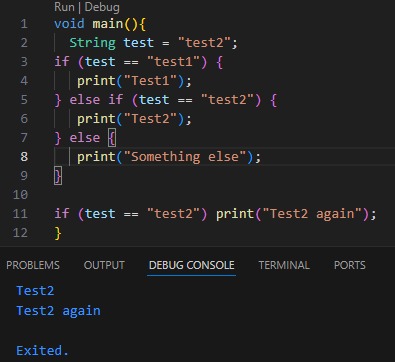 Run | Debug
1 void main(){
2   String test = "test2";
3 if (test == "test1") {
4   print("Test1");
5 } else if (test == "test2") {
6   print("Test2");
7 } else {
8   print("Something else");
9 }
10
11 if (test == "test2") print("Test2 again");
12 }
PROBLEMS OUTPUT DEBUG CONSOLE TERMINAL PORTS
Test2
Test2 again
Exited.